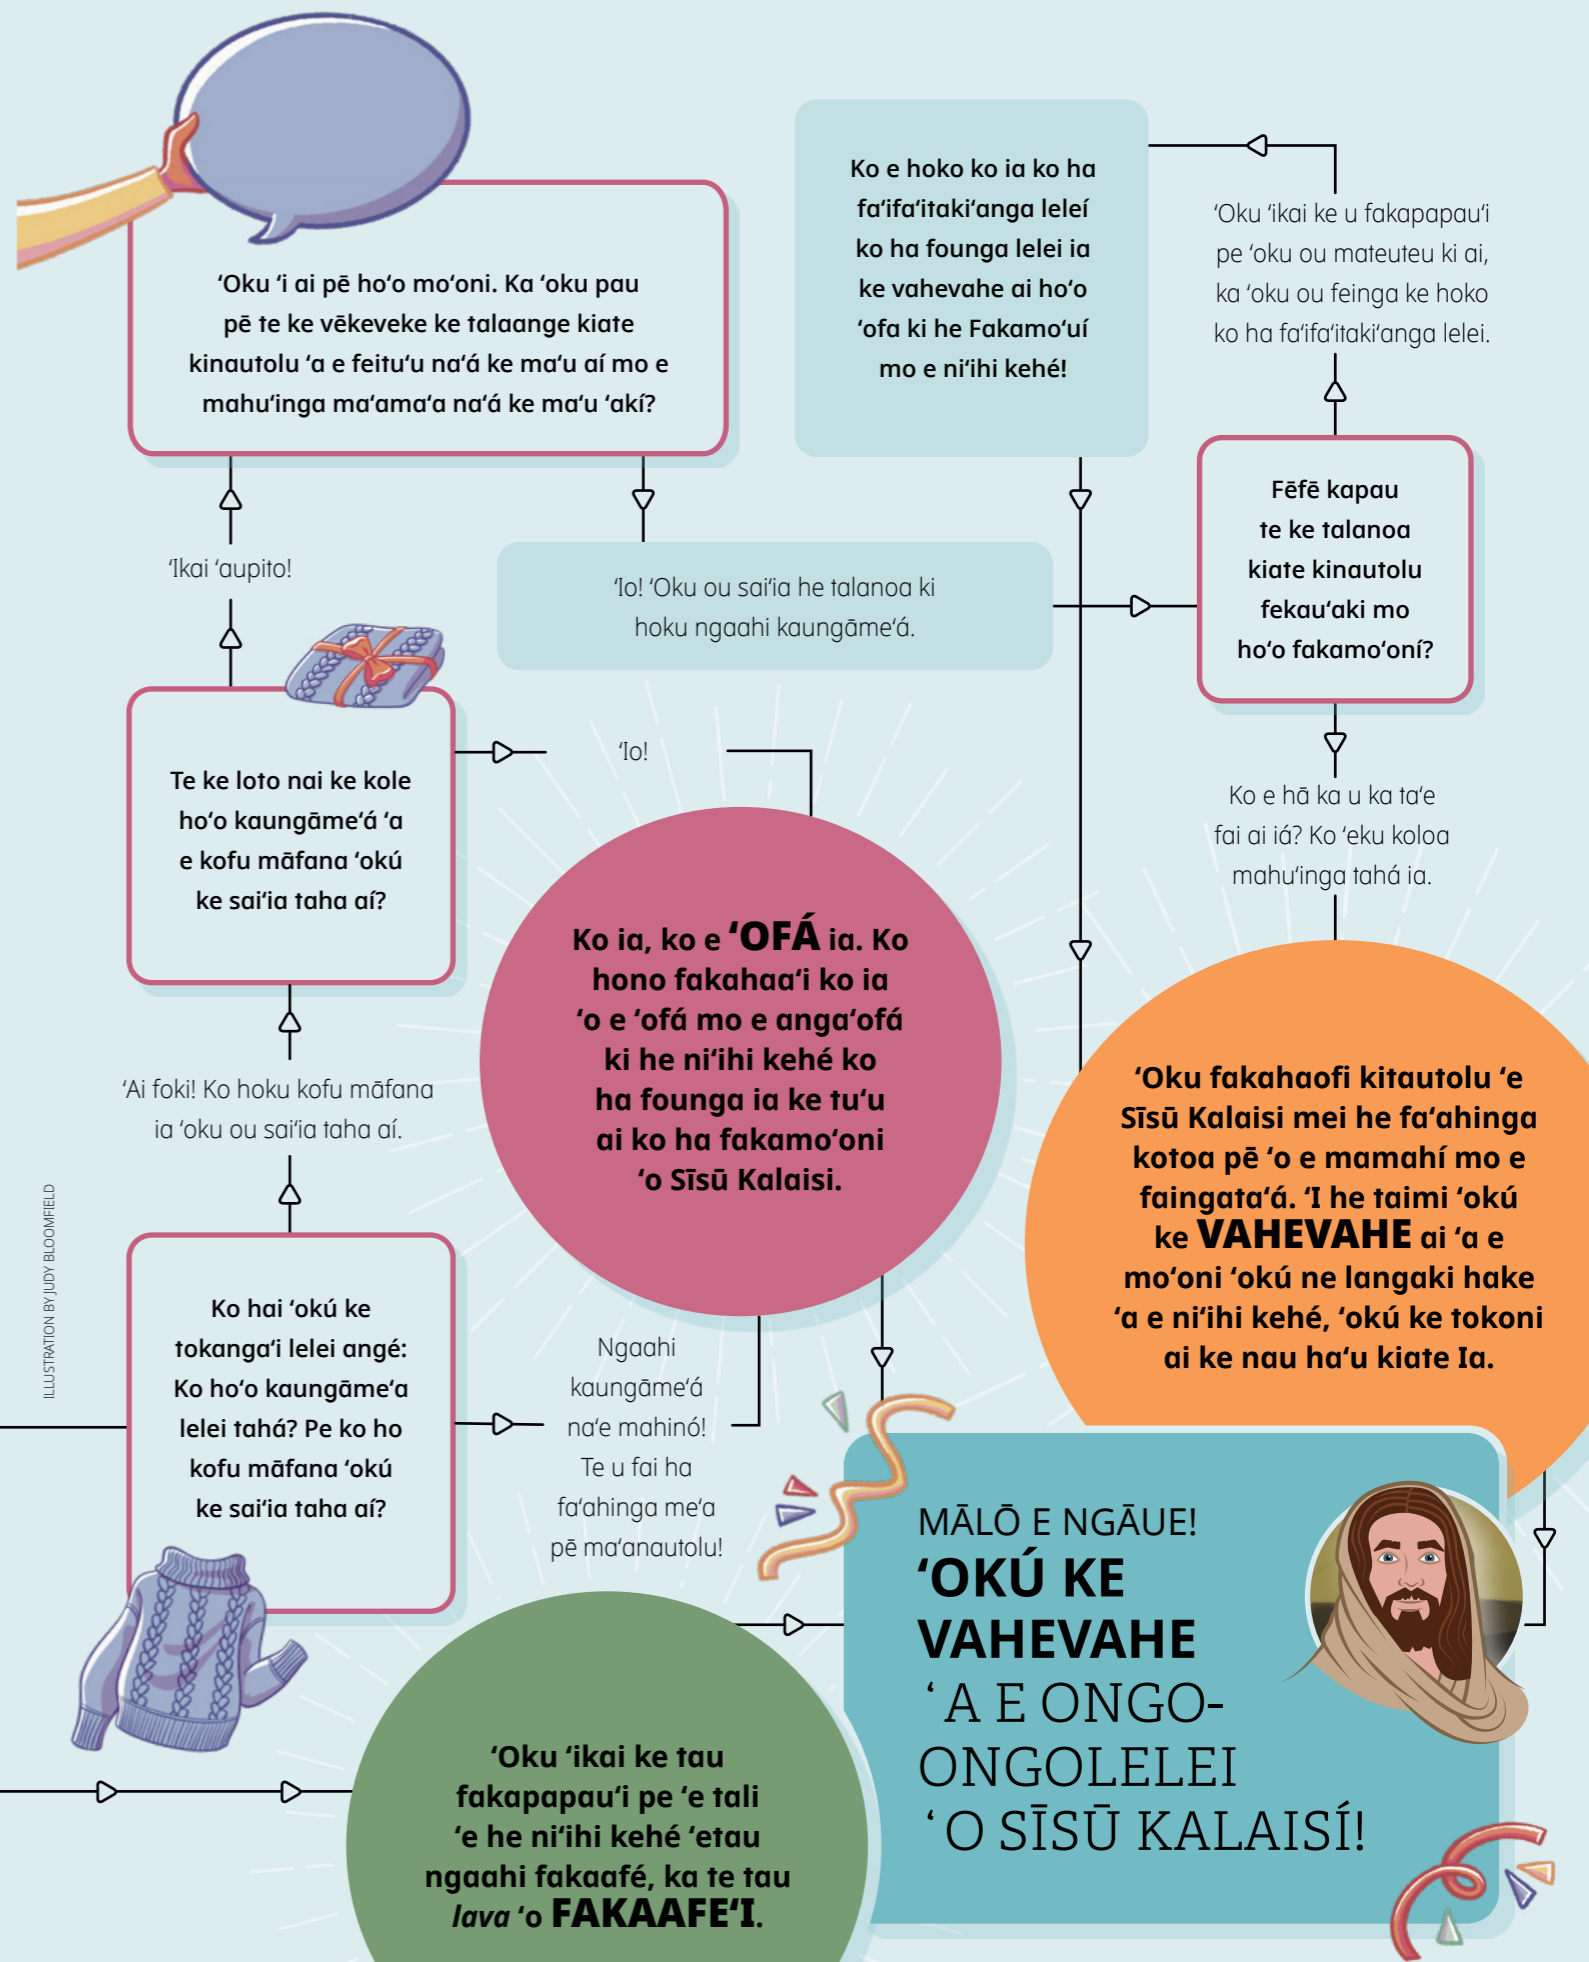 ‘Oku ‘i ai pē ho‘o mo‘oni. Ka ‘oku pau
pē te ke vēkeveke ke talaange kiate
kinautolu ‘a e feitu‘u na‘á ke ma‘u aí mo e
mahu‘inga ma‘ama‘a na‘á ke ma‘u ‘akí?
Ko e hoko ko ia ko ha
fa‘ifa‘itaki‘anga leleí
ko ha founga lelei ia
ke vahevahe ai ho‘o
‘ofa ki he Fakamo‘uí
mo e ni‘ihi kehé!
‘Oku ‘ikai ke u fakapapau‘i
pe ‘oku ou mateuteu ki ai,
ka ‘oku ou feinga ke hoko
ko ha fa‘ifa‘itaki‘anga lelei.
Fēfē kapau
te ke talanoa
kiate kinautolu
fekau‘aki mo
ho‘o fakamo‘oní?
‘Ikai ‘aupito!
‘Io! ‘Oku ou sai‘ia he talanoa ki
hoku ngaahi kaungāme‘á.
Te ke loto nai ke kole
ho‘o kaungāme‘á ‘a
e kofu māfana ‘okú
ke sai‘ia taha aí?
‘Io!
Ko e hā ka u ka ta‘e
fai ai iá? Ko ‘eku koloa
mahu‘inga tahá ia.
Ko ia, ko e ‘OFÁ ia. Ko
hono fakahaa‘i ko ia
‘o e ‘ofá mo e anga‘ofá
ki he ni‘ihi kehé ko
ha founga ia ke tu‘u
ai ko ha fakamo‘oni
‘o Sīsū Kalaisi.
‘Oku fakahaofi kitautolu ‘e
Sīsū Kalaisi mei he fa‘ahinga
kotoa pē ‘o e mamahí mo e
faingata‘á. ‘I he taimi ‘okú
ke VAHEVAHE ai ‘a e
mo‘oni ‘okú ne langaki hake
‘a e ni‘ihi kehé, ‘okú ke tokoni
ai ke nau ha‘u kiate Ia.
‘Ai foki! Ko hoku kofu māfana
ia ‘oku ou sai‘ia taha aí.
ILLUSTRATION BY JUDY BLOOMFIELD
Ko hai ‘okú ke
tokanga‘i lelei angé:
Ko ho‘o kaungāme‘a
lelei tahá? Pe ko ho
kofu māfana ‘okú
ke sai‘ia taha aí?
Ngaahi
kaungāme‘á
na‘e mahinó!
Te u fai ha
fa‘ahinga me‘a
pē ma‘anautolu!
MĀLŌ E NGĀUE!
‘OKÚ KE
VAHEVAHE
‘A E ONGO-
ONGOLELEI
‘O SĪSŪ KALAISÍ!
‘Oku ‘ikai ke tau
fakapapau‘i pe ‘e tali
‘e he ni‘ihi kehé ‘etau
ngaahi fakaafé, ka te tau
lava ‘o FAKAAFE‘I.